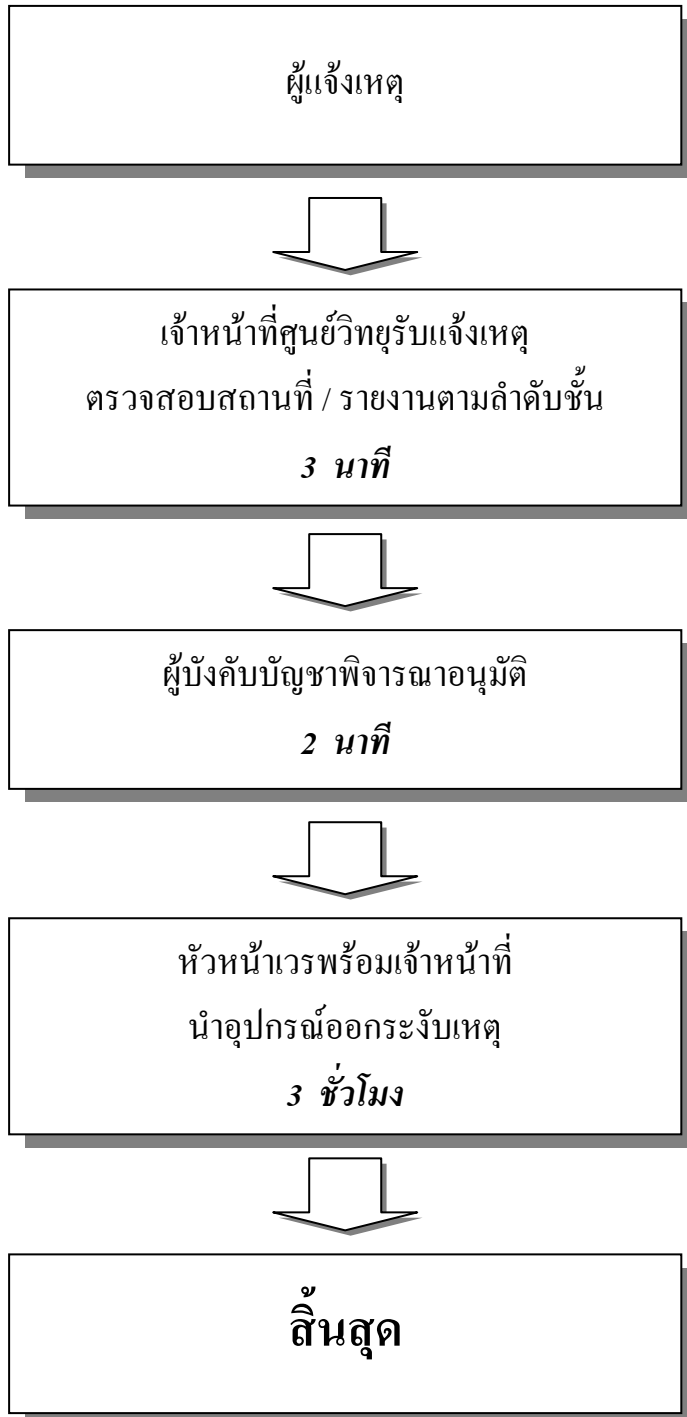 ผู้แจ้งเหตุ
เจ้าหน้าที่ศูนย์วิทยุรับแจ้งเหตุ
ตรวจสอบสถานที่ / รายงานตามลำดับชั้น
3 นาที
ผู้บังคับบัญชาพิจารณาอนุมัติ
2 นาที
หัวหน้าเวรพร้อมเจ้าหน้าที่
นำอุปกรณ์ออกระงับเหตุ
3 ชั่วโมง
สิ้นสุด